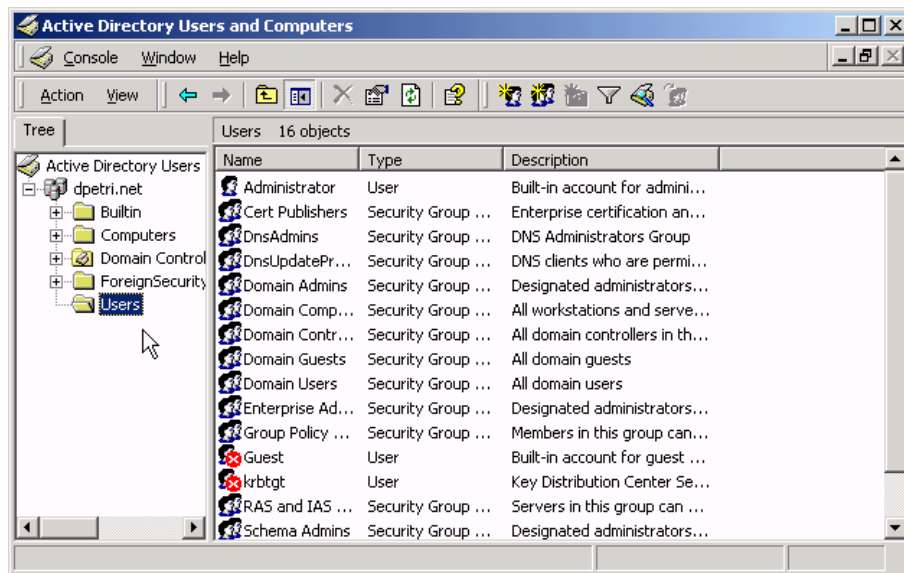 Active Directory Users and Computers
Console Window Help
Action View
Tree
Users 16 objects
Active Directory Users
dpetri.net
Builtin
Computers
Domain Control
ForeignSecurity
Users
Name Type Description
Administrator User Built-in account for admini...
Cert Publishers Security Group ... Enterprise certification an...
DnsAdmins Security Group ... DNS Administrators Group
DnsUpdatePr... Security Group ... DNS clients who are permi...
Domain Admins Security Group ... Designated administrators...
Domain Comp... Security Group ... All workstations and serve...
Domain Contr... Security Group ... All domain controllers in th...
Domain Guests Security Group ... All domain guests
Domain Users Security Group ... All domain users
Enterprise Ad... Security Group ... Designated administrators...
Group Policy ... Security Group ... Members in this group can...
Guest User Built-in account for guest ...
krbtgt User Key Distribution Center Se...
RAS and IAS ... Security Group ... Servers in this group can ...
Schema Admins Security Group ... Designated administrators...